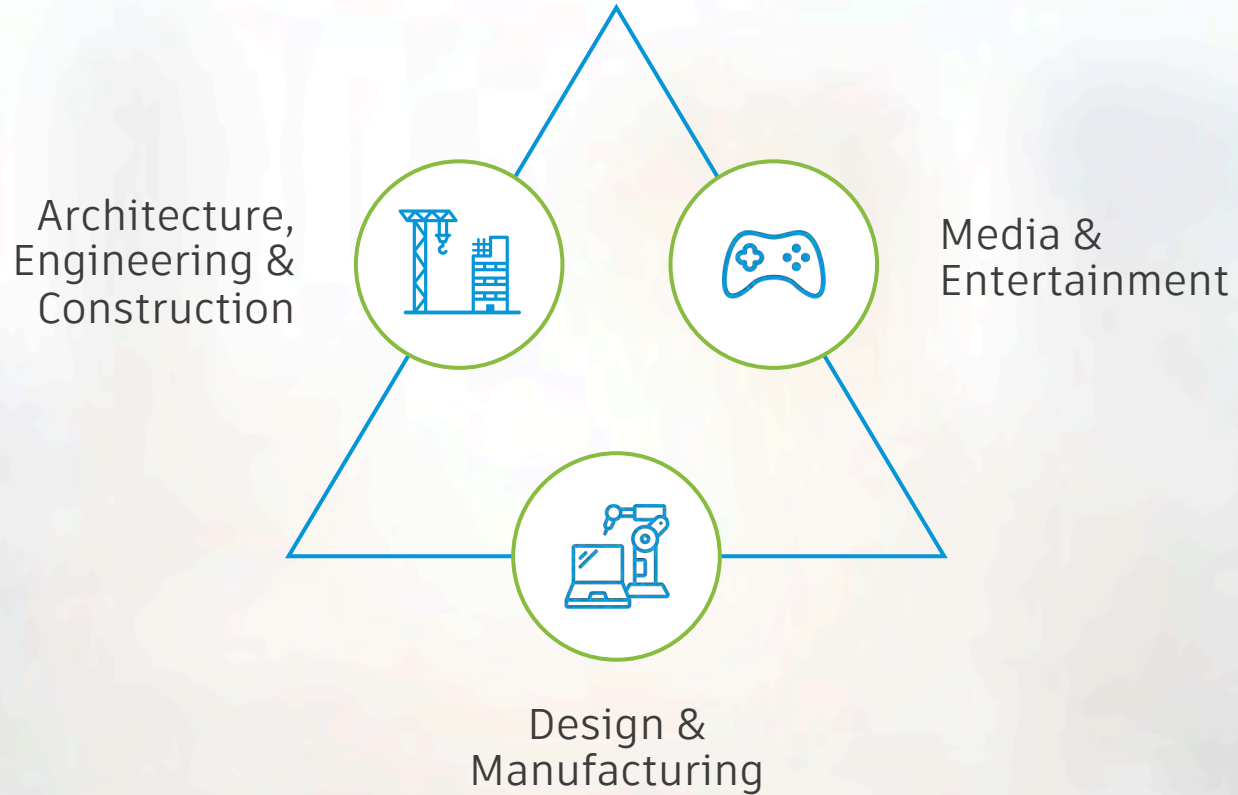 Architecture,
Engineering &
Construction
Media &
Entertainment
Design &
Manufacturing